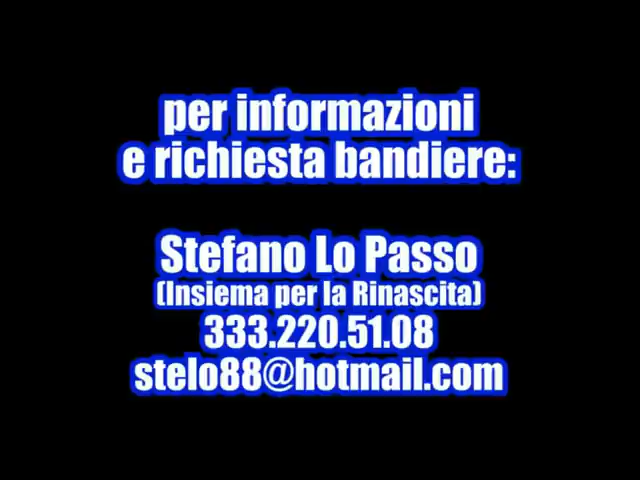 per informazioni
e richiesta bandiere:
Stefano Lo Passo
(Insiema per la Rinascita)
333.220.51.08
stelo88@hotmail.com